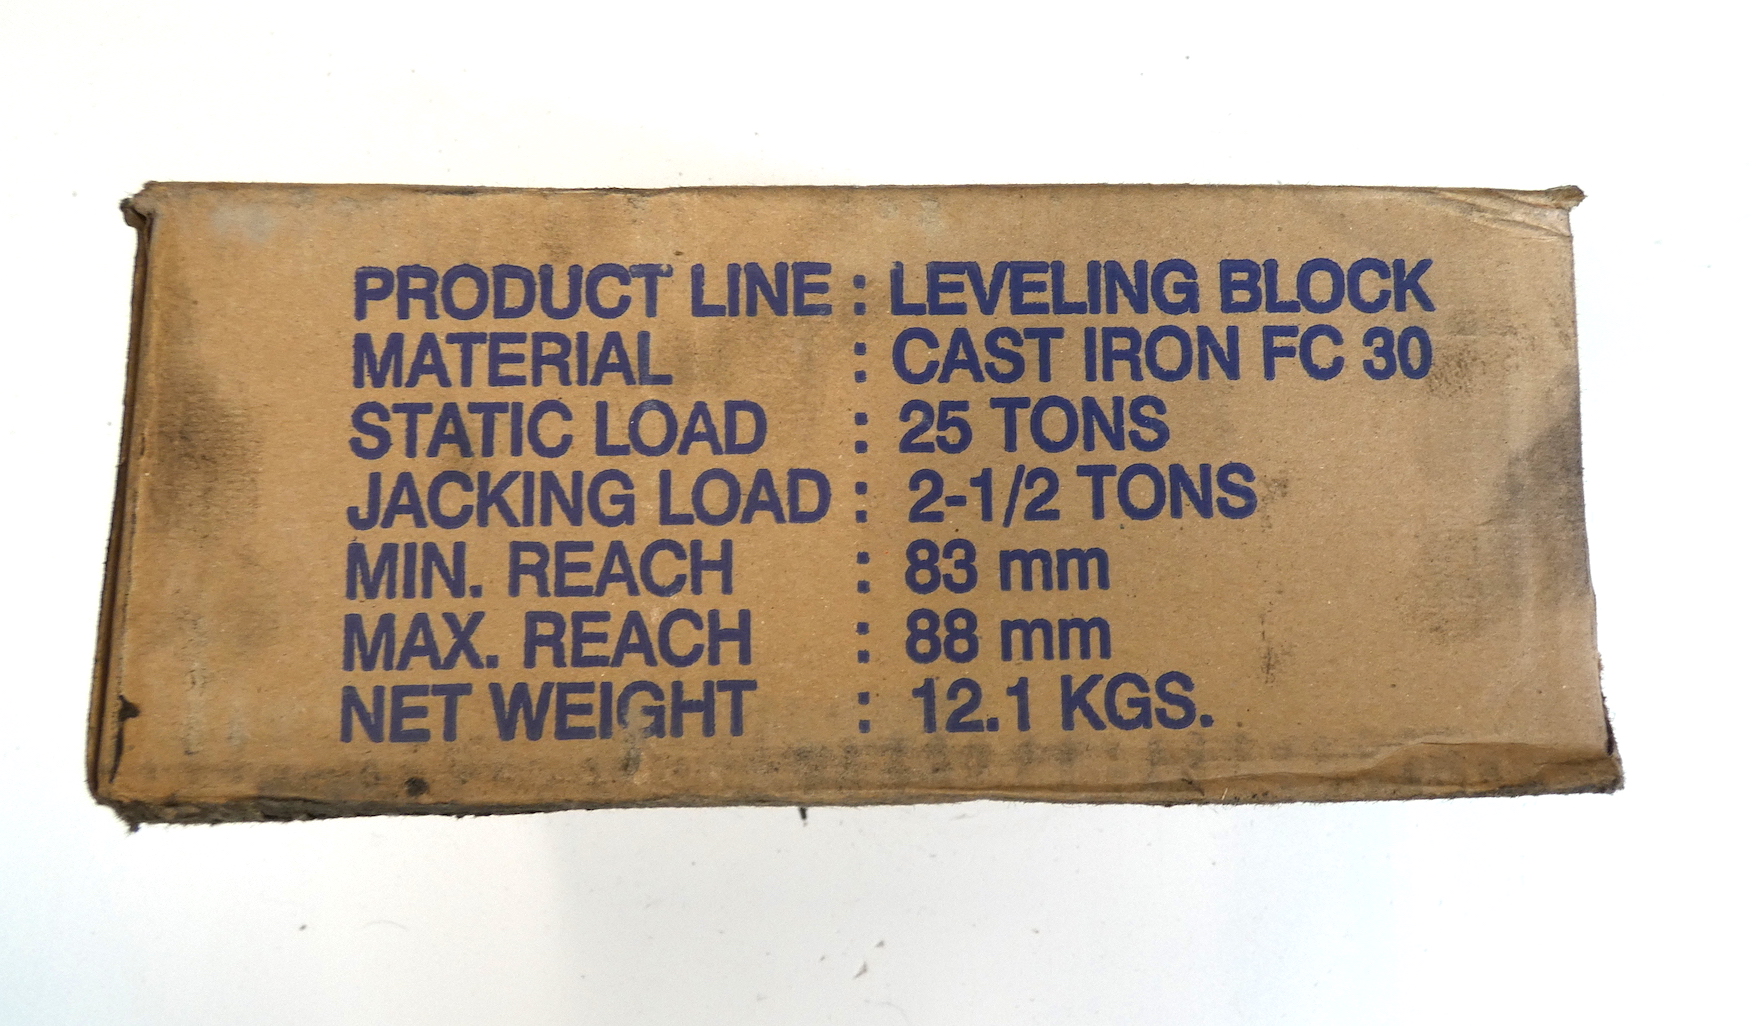 PRODUCT LINE : LEVELING BLOCK
MATERIAL : CAST IRON FC 30
STATIC LOAD : 25 TONS
JACKING LOAD : 2-1/2 TONS
MIN. REACH : 83 mm
MAX. REACH : 88 mm
NET WEIGHT : 12.1 KGS.